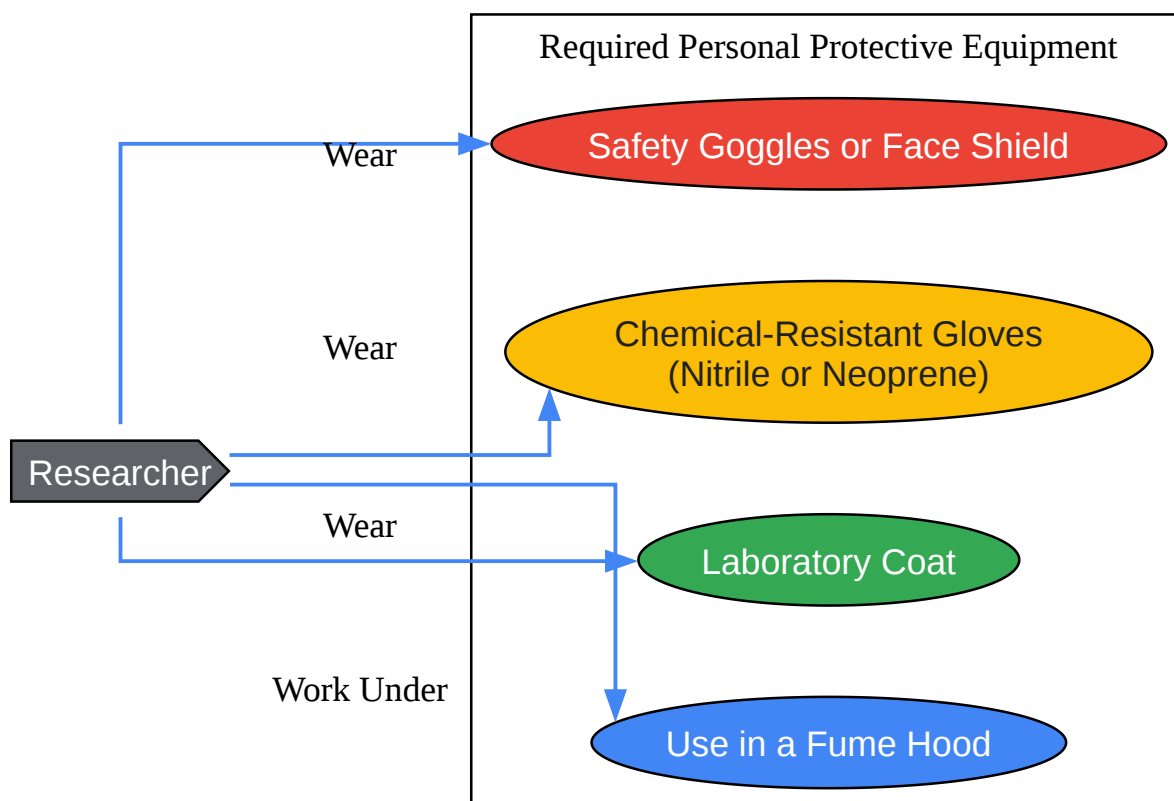 Required Personal Protective Equipment
Wear
Safety Goggles or Face Shield
Wear
Chemical-Resistant Gloves
(Nitrile or Neoprene)
Researcher
Wear
Laboratory Coat
Work Under
Use in a Fume Hood